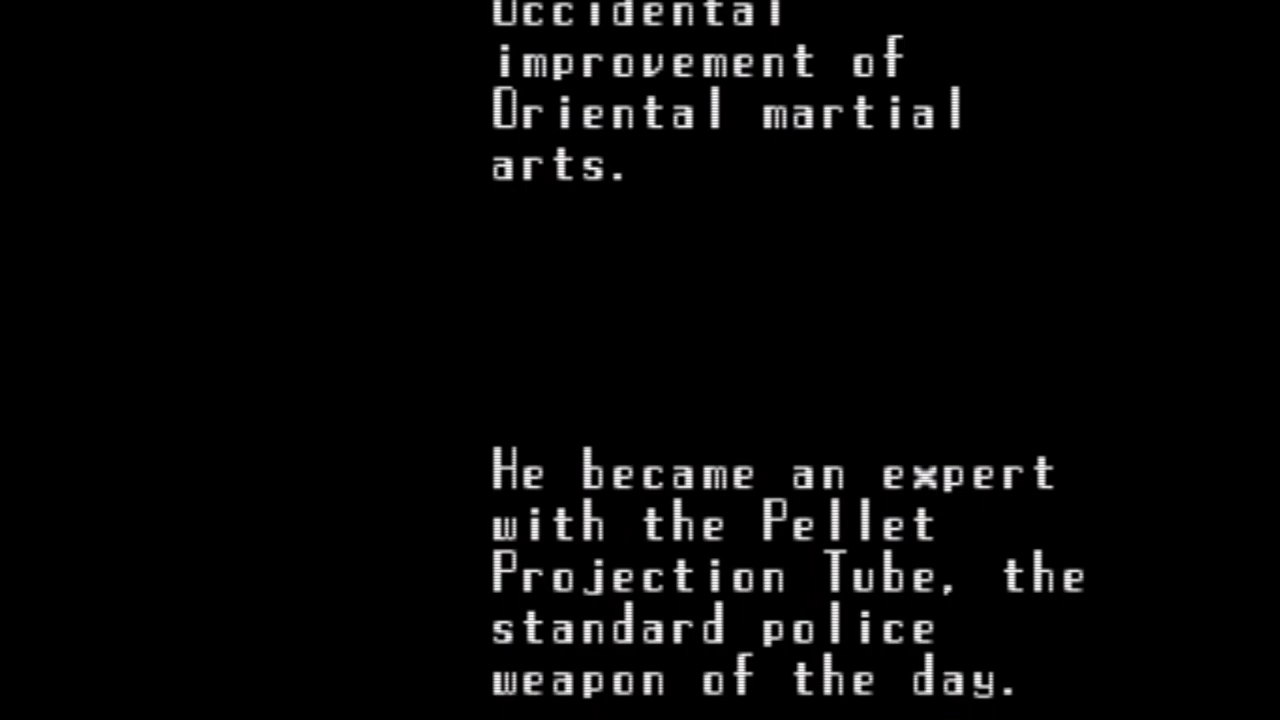 Occidental
improvement of
Oriental martial
arts.
He became an expert
with the Pellet
Projection Tube, the
standard police
weapon of the day.